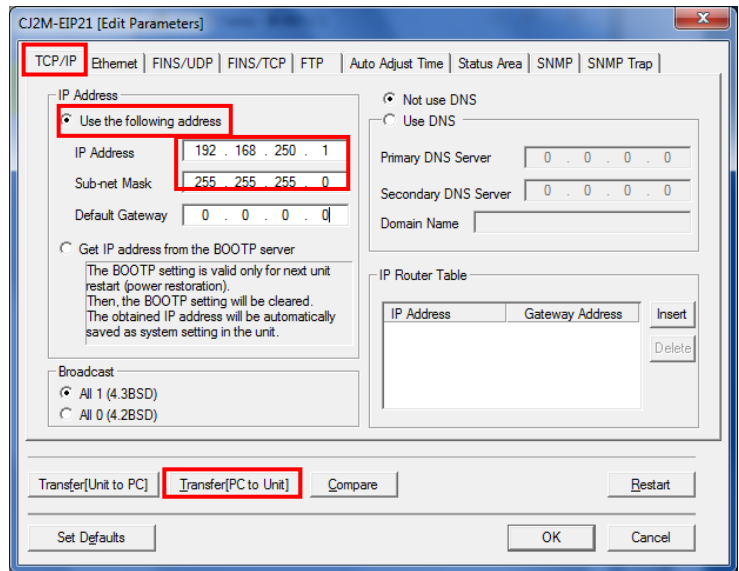 CJ2M-EIP21 [Edit Parameters]
TCP/IP Ethernet FINS/UDP FINS/TCP FTP Auto Adjust Time Status Area SNMP SNMP Trap
IP Address
Use the following address
IP Address 192 . 168 . 250 . 1
Sub-net Mask 255 . 255 . 255 . 0
Default Gateway 0 . 0 . 0 . 0
Get IP address from the BOOTP server
The BOOTP setting is valid only for next unit
restart (power restoration).
Then, the BOOTP setting will be cleared.
The obtained IP address will be automatically
saved as system setting in the unit.
Broadcast
All 1 (4.3BSD)
All 0 (4.2BSD)
Not use DNS
Use DNS
Primary DNS Server 0 . 0 . 0 . 0
Secondary DNS Server 0 . 0 . 0 . 0
Domain Name
IP Router Table
IP Address Gateway Address
Insert
Delete
Transfer[Unit to PC] Transfer[PC to Unit] Compare Restart
Set Defaults OK Cancel